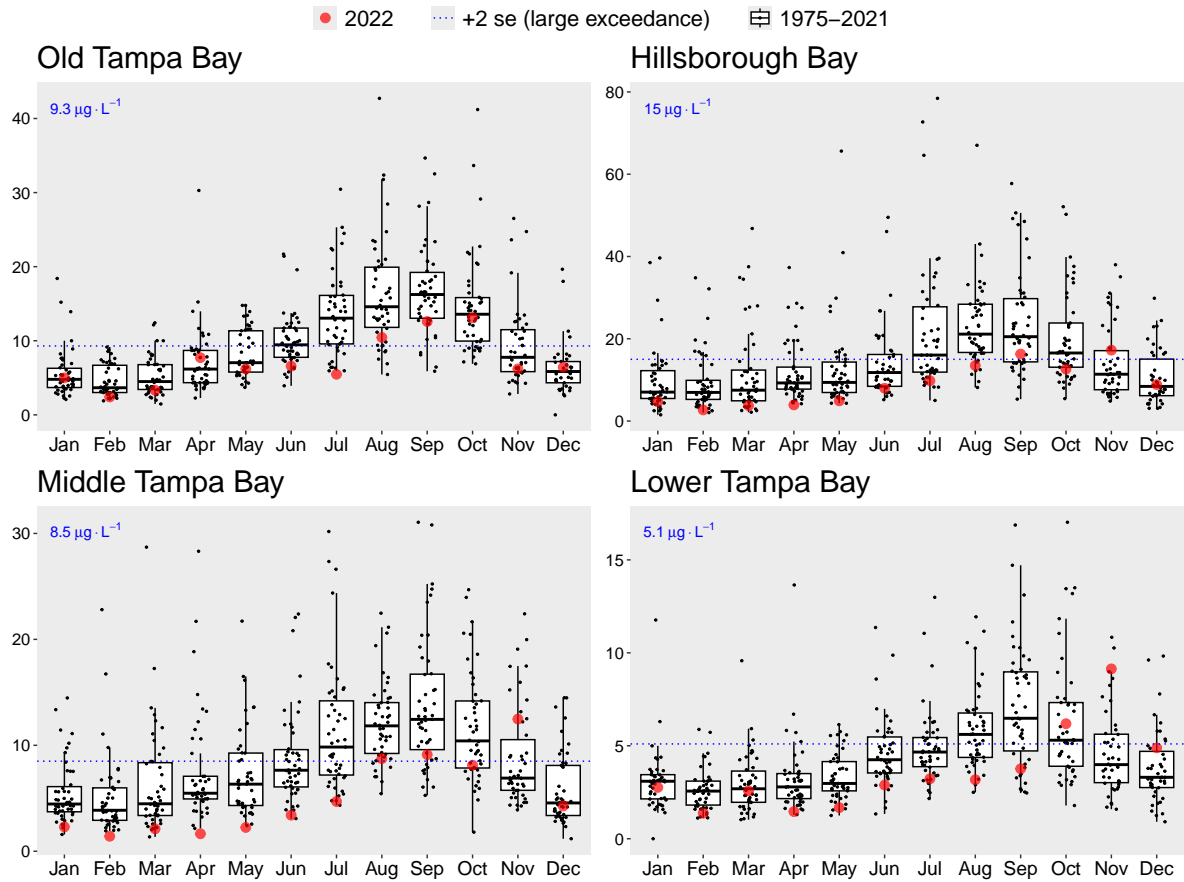 2022 +2 se (large exceedance) 1975−2021
Old Tampa Bay
9.3 µg⋅L⁻¹
40
30
20
10
0
Jan Feb Mar Apr May Jun Jul Aug Sep Oct Nov Dec
Hillsborough Bay
15 µg⋅L⁻¹
80
60
40
20
0
Jan Feb Mar Apr May Jun Jul Aug Sep Oct Nov Dec
Middle Tampa Bay
8.5 µg⋅L⁻¹
30
20
10
0
Jan Feb Mar Apr May Jun Jul Aug Sep Oct Nov Dec
Lower Tampa Bay
5.1 µg⋅L⁻¹
15
10
5
0
Jan Feb Mar Apr May Jun Jul Aug Sep Oct Nov Dec